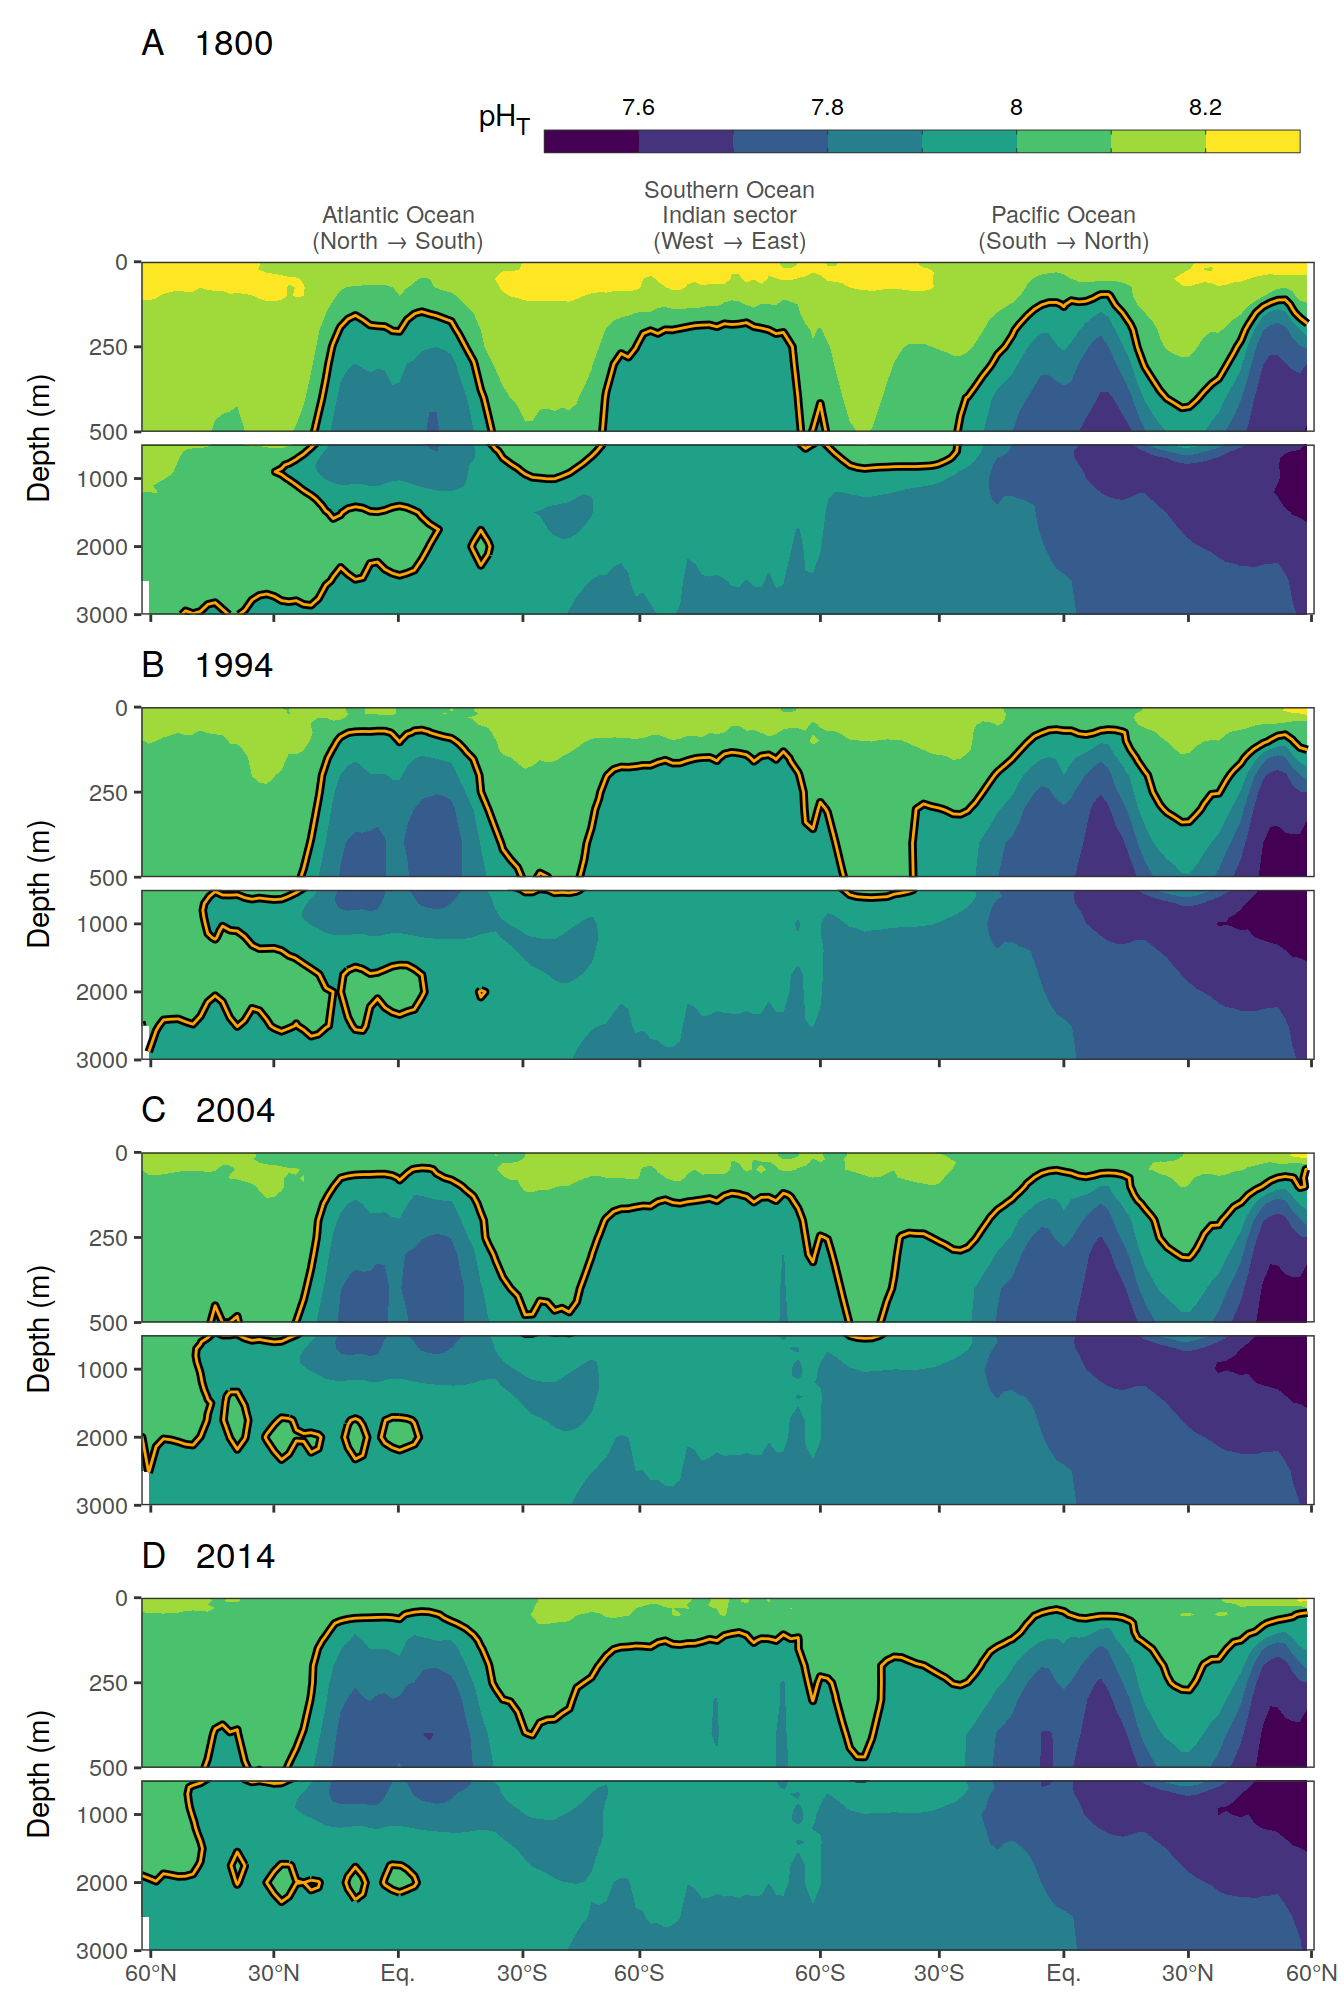 A 1800
7.6 7.8 8 8.2
pHT
Southern Ocean
Atlantic Ocean Indian sector Pacific Ocean
(North → South) (West → East) (South → North)
0
250
500
1000
2000
3000
Depth (m)
B 1994
0
250
500
1000
2000
3000
Depth (m)
C 2004
0
250
500
1000
2000
3000
Depth (m)
D 2014
0
250
500
1000
2000
3000
Depth (m)
60°N 30°N Eq. 30°S 60°S 60°S 30°S Eq. 30°N 60°N